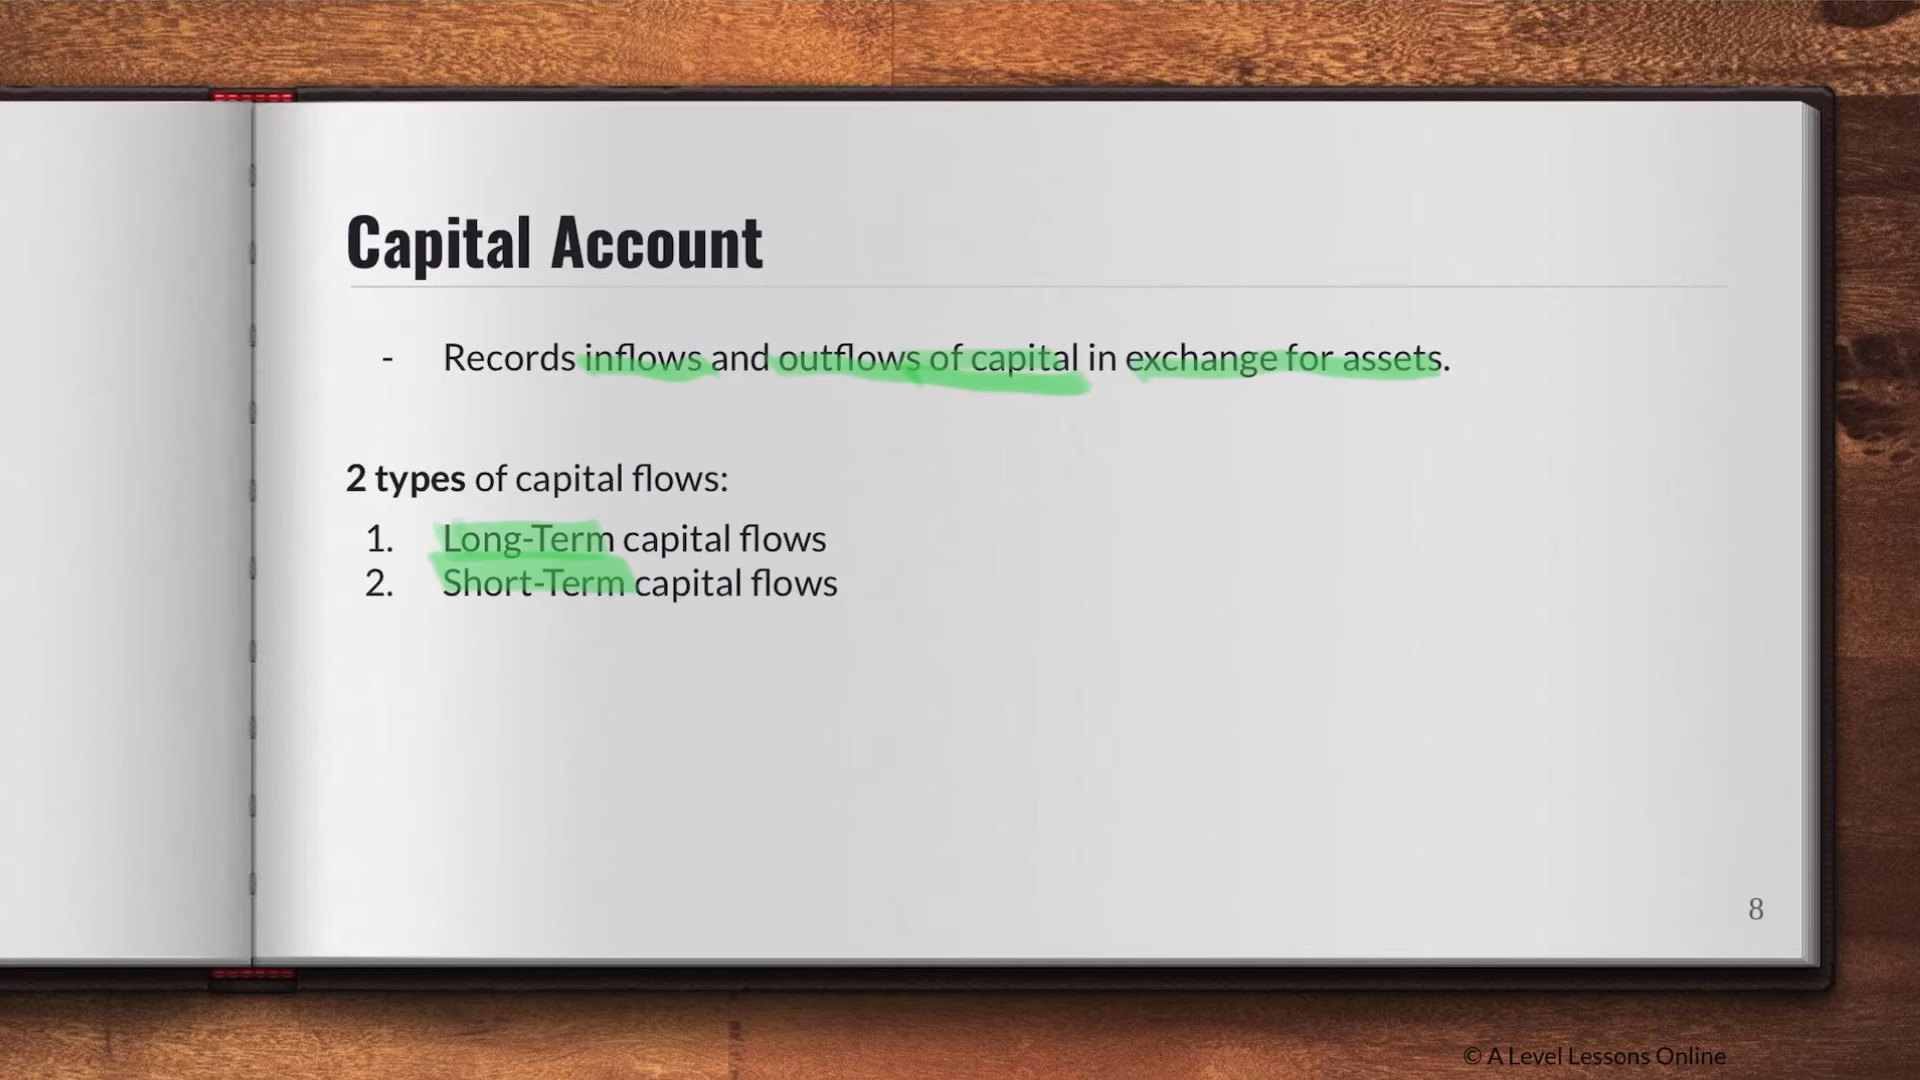 Capital Account
- Records inflows and outflows of capital in exchange for assets.
2 types of capital flows:
1. Long-Term capital flows
2. Short-Term capital flows
8
© A Level Lessons Online